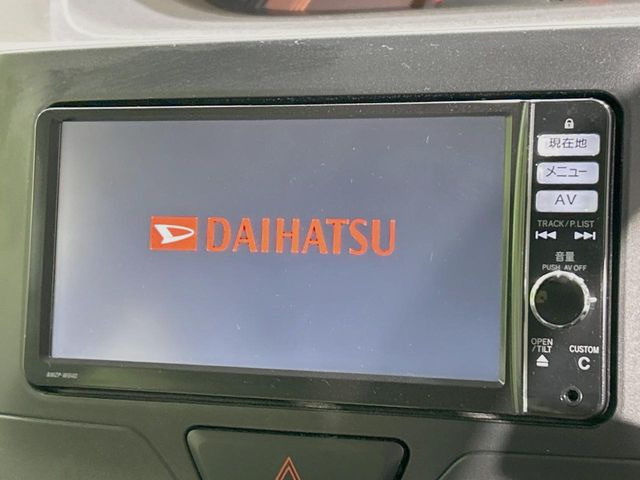 DAIHATSU
現在地
メニュー
AV
TRACK/P.LIST
音量
PUSH AV OFF
OPEN
/TILT
CUSTOM
C